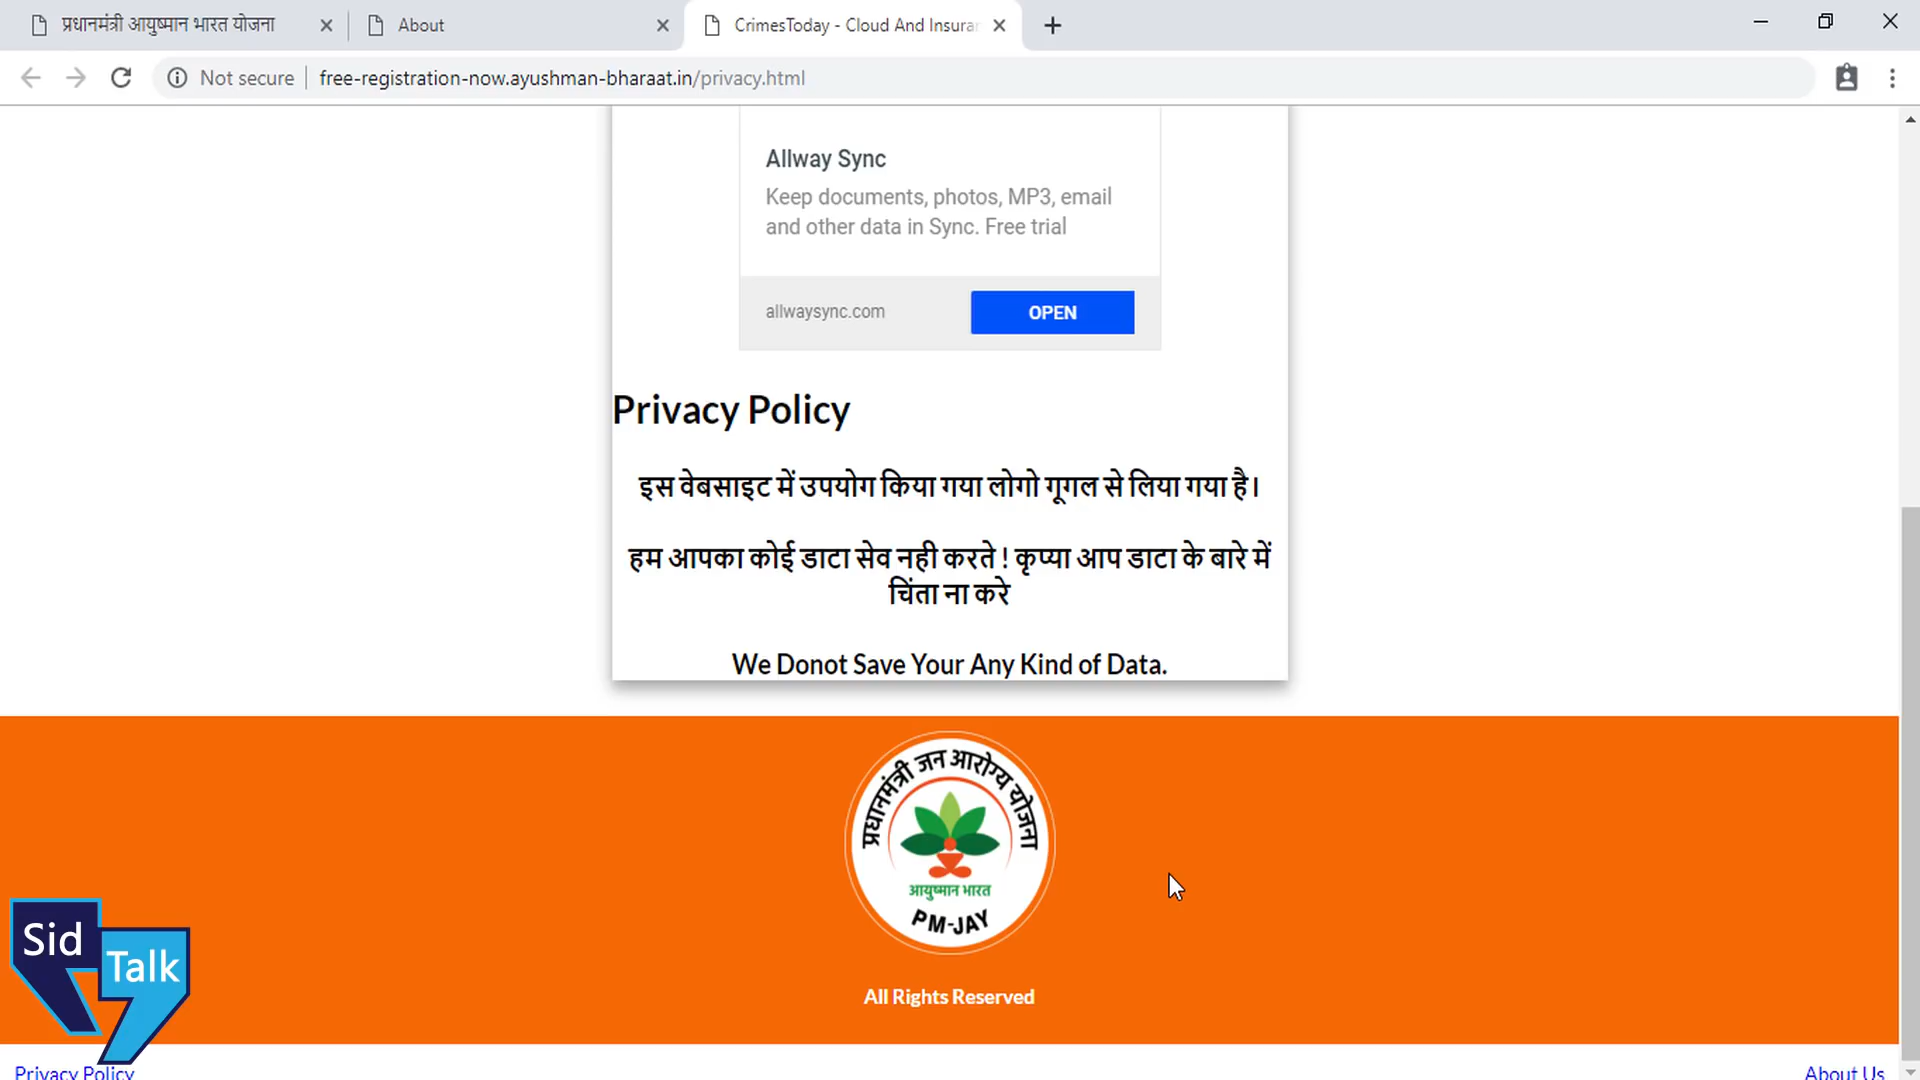 प्रधानमंत्री आयुष्मान भारत योजना
About
CrimesToday - Cloud And Insura
Not secure
free-registration-now.ayushman-bharaat.in/privacy.html
Allway Sync
Keep documents, photos, MP3, email
and other data in Sync. Free trial
allwaysync.com
OPEN
Privacy Policy
इस वेबसाइट में उपयोग किया गया लोगो गूगल से लिया गया है।
हम आपका कोई डाटा सेव नही करते ! कृप्या आप डाटा के बारे में
चिंता ना करे
We Donot Save Your Any Kind of Data.
प्रधानमंत्री जन आरोग्य योजना
आयुष्मान भारत
PM-JAY
All Rights Reserved
Sid
Talk
Privacy Policy
About Us